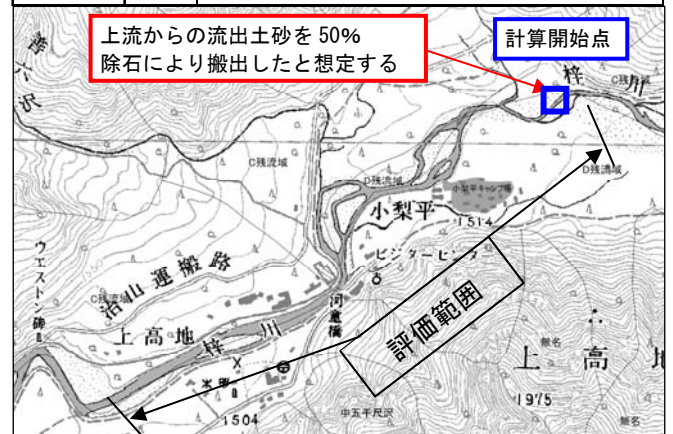 上流からの流出土砂を50%
除石により搬出したと想定する
計算開始点
善六沢
梓川
C残流域
C残流域
D残流域
D残流域
小梨平キャンプ場
小梨平
1514
ビジターセンタ
治山運搬路
ウエストン碑
河童橋
上高地
梓川
評価範囲
上高地
1504
中五千尺沢
1975
無名
無名